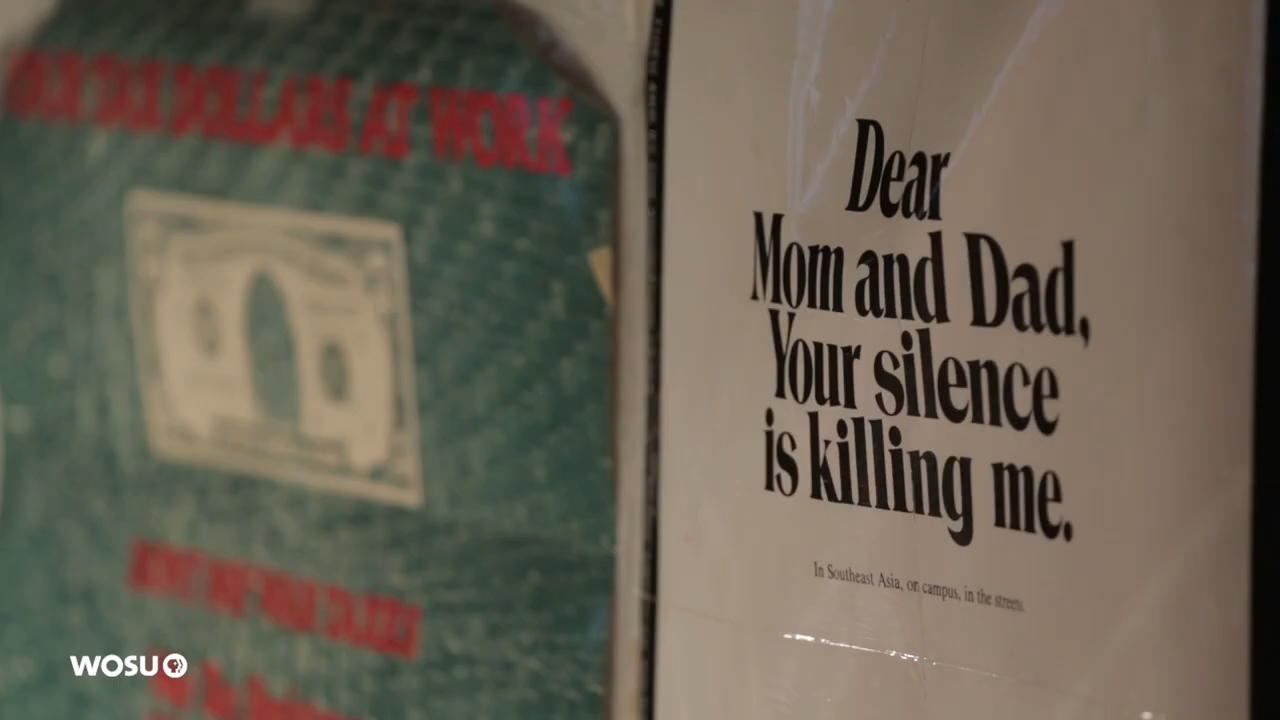 YOUR TAX DOLLARS AT WORK
Dear
Mom and Dad,
Your silence
is killing me.
In Southeast Asia, on campus, in the streets.
WOSU